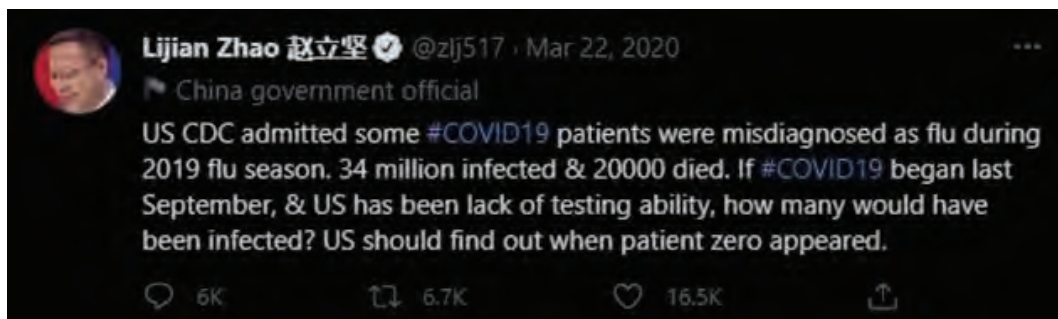 Lijian Zhao 赵立坚 @zlj517 · Mar 22, 2020
China government official
US CDC admitted some #COVID19 patients were misdiagnosed as flu during
2019 flu season. 34 million infected & 20000 died. If #COVID19 began last
September, & US has been lack of testing ability, how many would have
been infected? US should find out when patient zero appeared.
6K 6.7K 16.5K